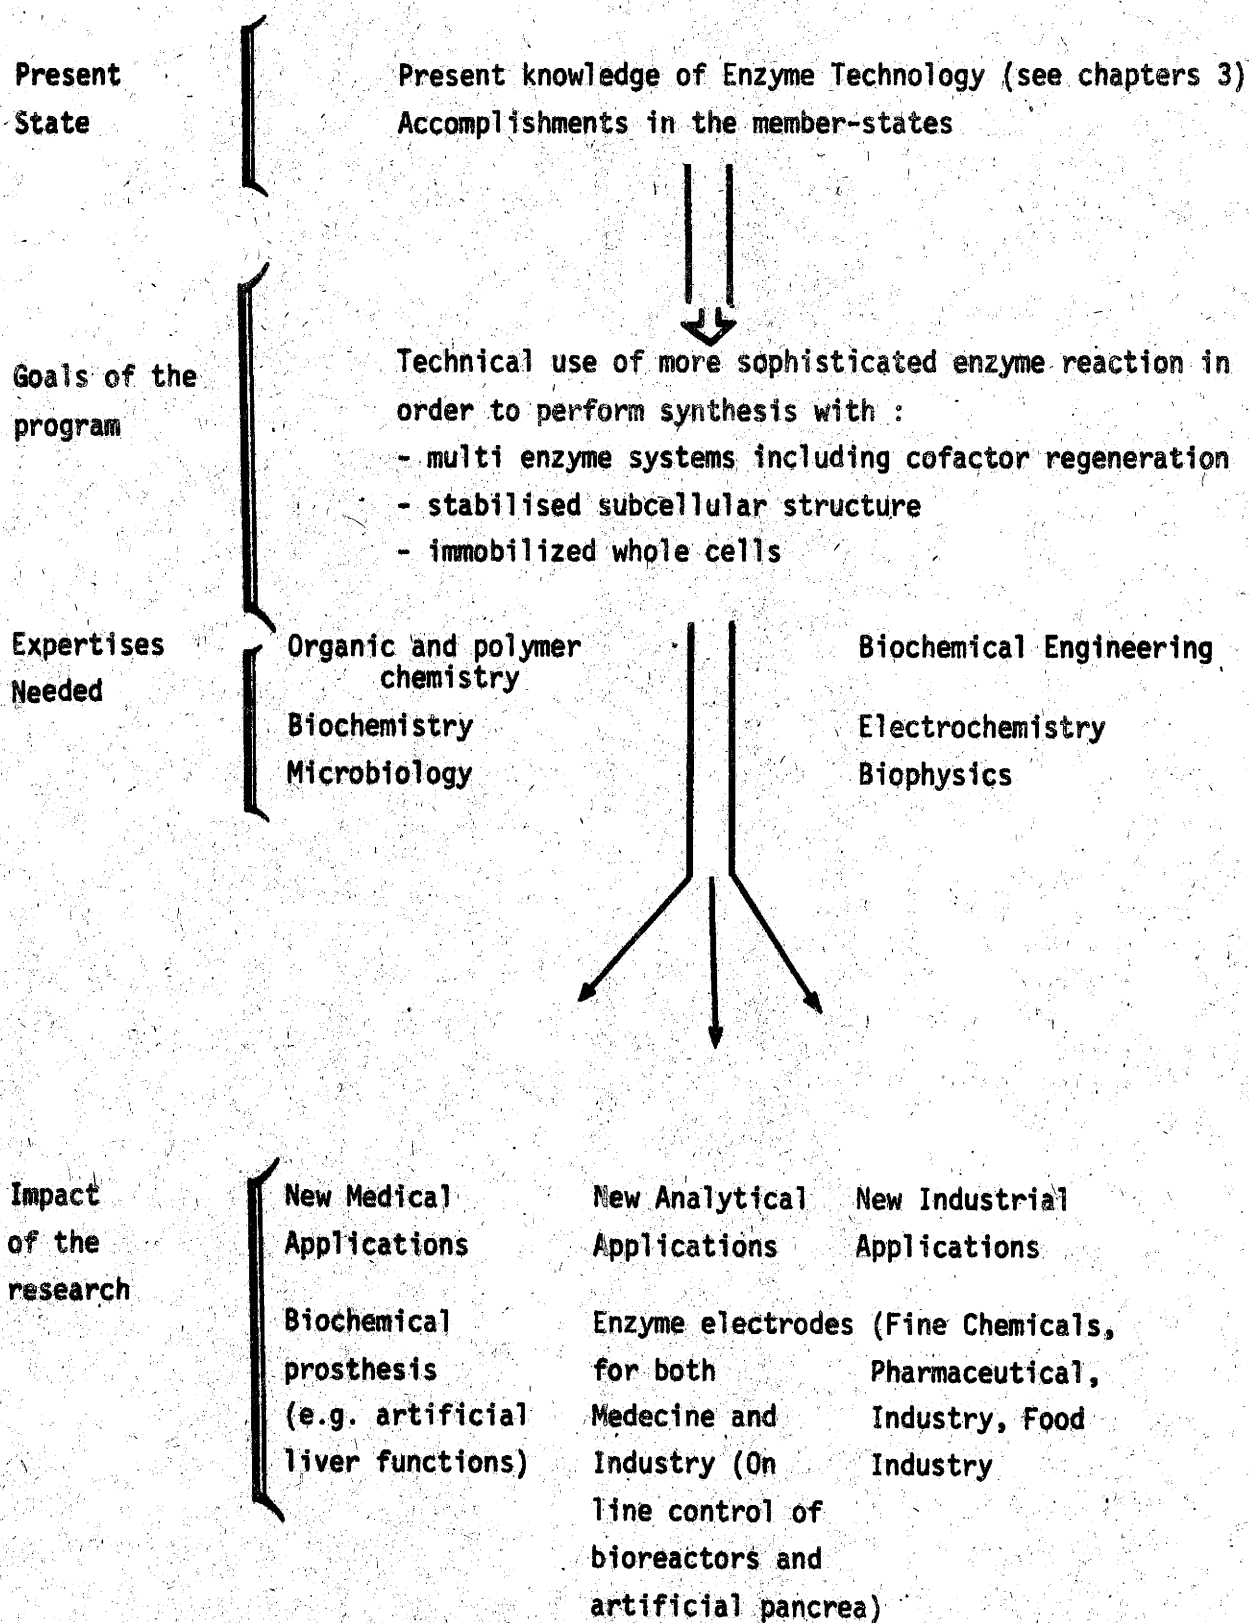 Present
State
Present knowledge of Enzyme Technology (see chapters 3)
Accomplishments in the member-states
Goals of the
program
Technical use of more sophisticated enzyme reaction in
order to perform synthesis with :
- multi enzyme systems including cofactor regeneration
- stabilised subcellular structure
- immobilized whole cells
Expertises
Needed
Organic and polymer
chemistry
Biochemistry
Microbiology
Biochemical Engineering
Electrochemistry
Biophysics
Impact
of the
research
New Medical
Applications
Biochemical
prosthesis
(e.g. artificial
liver functions)
New Analytical
Applications
Enzyme electrodes
for both
Medecine and
Industry (On
line control of
bioreactors and
artificial pancrea)
New Industrial
Applications
(Fine Chemicals,
Pharmaceutical,
Industry, Food
Industry